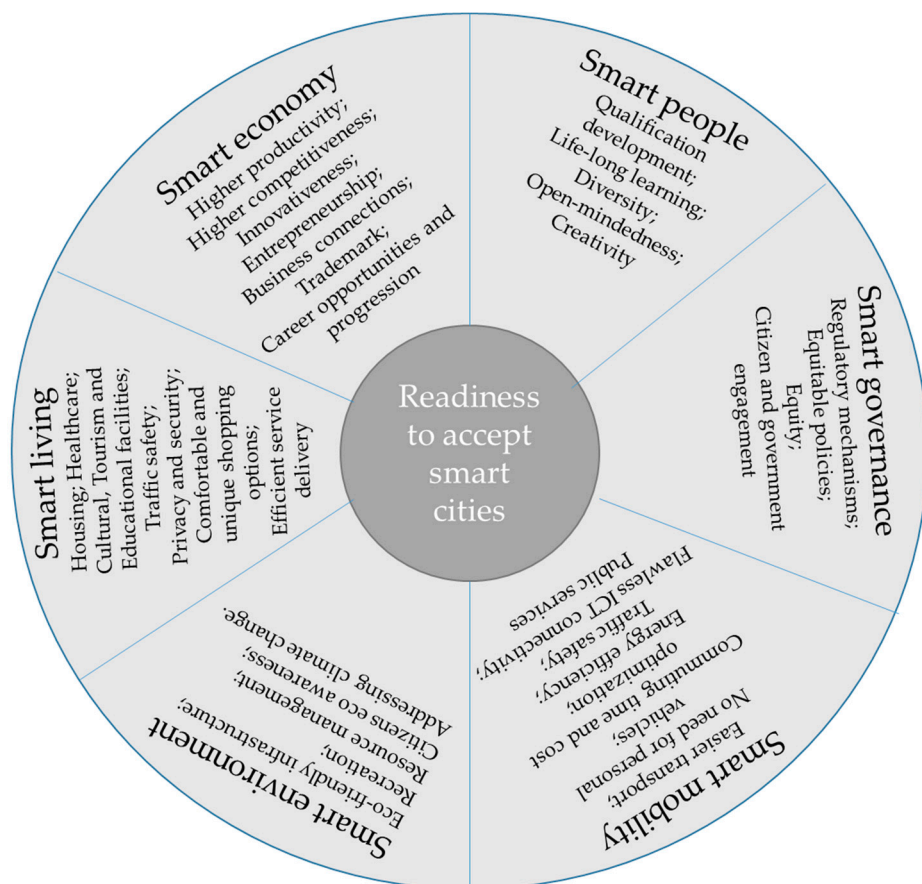 Smart economy
Higher productivity;
Higher competitiveness;
Innovativeness;
Entrepreneurship;
Business connections;
Trademark;
Career opportunities and
progression
Smart people
Qualification
development;
Life-long learning;
Diversity;
Open-mindedness;
Creativity
Smart governance
Regulatory mechanisms;
Equitable policies;
Equity;
Citizen and government
engagement
Smart mobility
Easier transport;
No need for personal
vehicles;
Commuting time and cost
optimization;
Energy efficiency;
Traffic safety;
Flawless ICT connectivity;
Public services
Smart environment
Eco-friendly infrastructure;
Recreation;
Resource management;
Citizens eco awareness;
Addressing climate change.
Smart living
Housing; Healthcare;
Cultural, Tourism and
Educational facilities;
Traffic safety;
Privacy and security;
Comfortable and
unique shopping
options;
Efficient service
delivery
Readiness
to accept
smart
cities